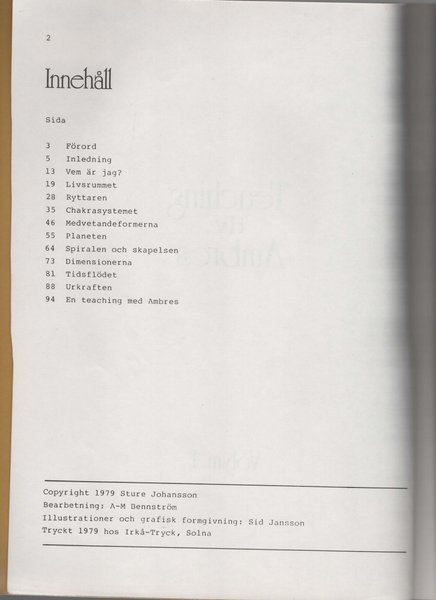 2
Innehåll
Sida
3 Förord
5 Inledning
13 Vem är jag?
19 Livsrummet
28 Ryttaren
35 Chakrasystemet
46 Medvetandeformerna
55 Planeten
64 Spiralen och skapelsen
73 Dimensionerna
81 Tidsflödet
88 Urkraften
94 En teaching med Ambres
Copyright 1979 Sture Johansson
Bearbetning: A-M Bennström
Illustrationer och grafisk formgivning: Sid Jansson
Tryckt 1979 hos Irkå-Tryck, Solna